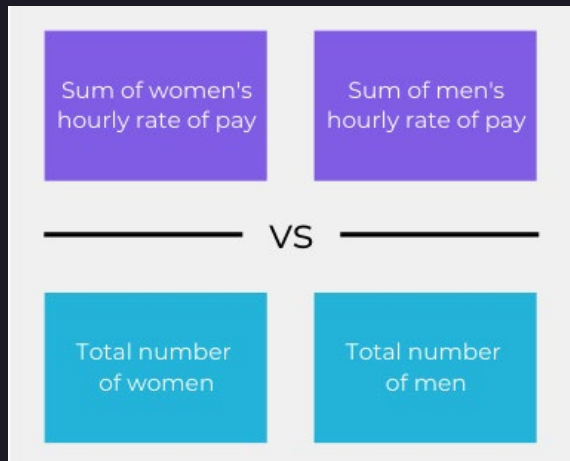 Sum of women's
hourly rate of pay
Sum of men's
hourly rate of pay
VS
Total number
of women
Total number
of men